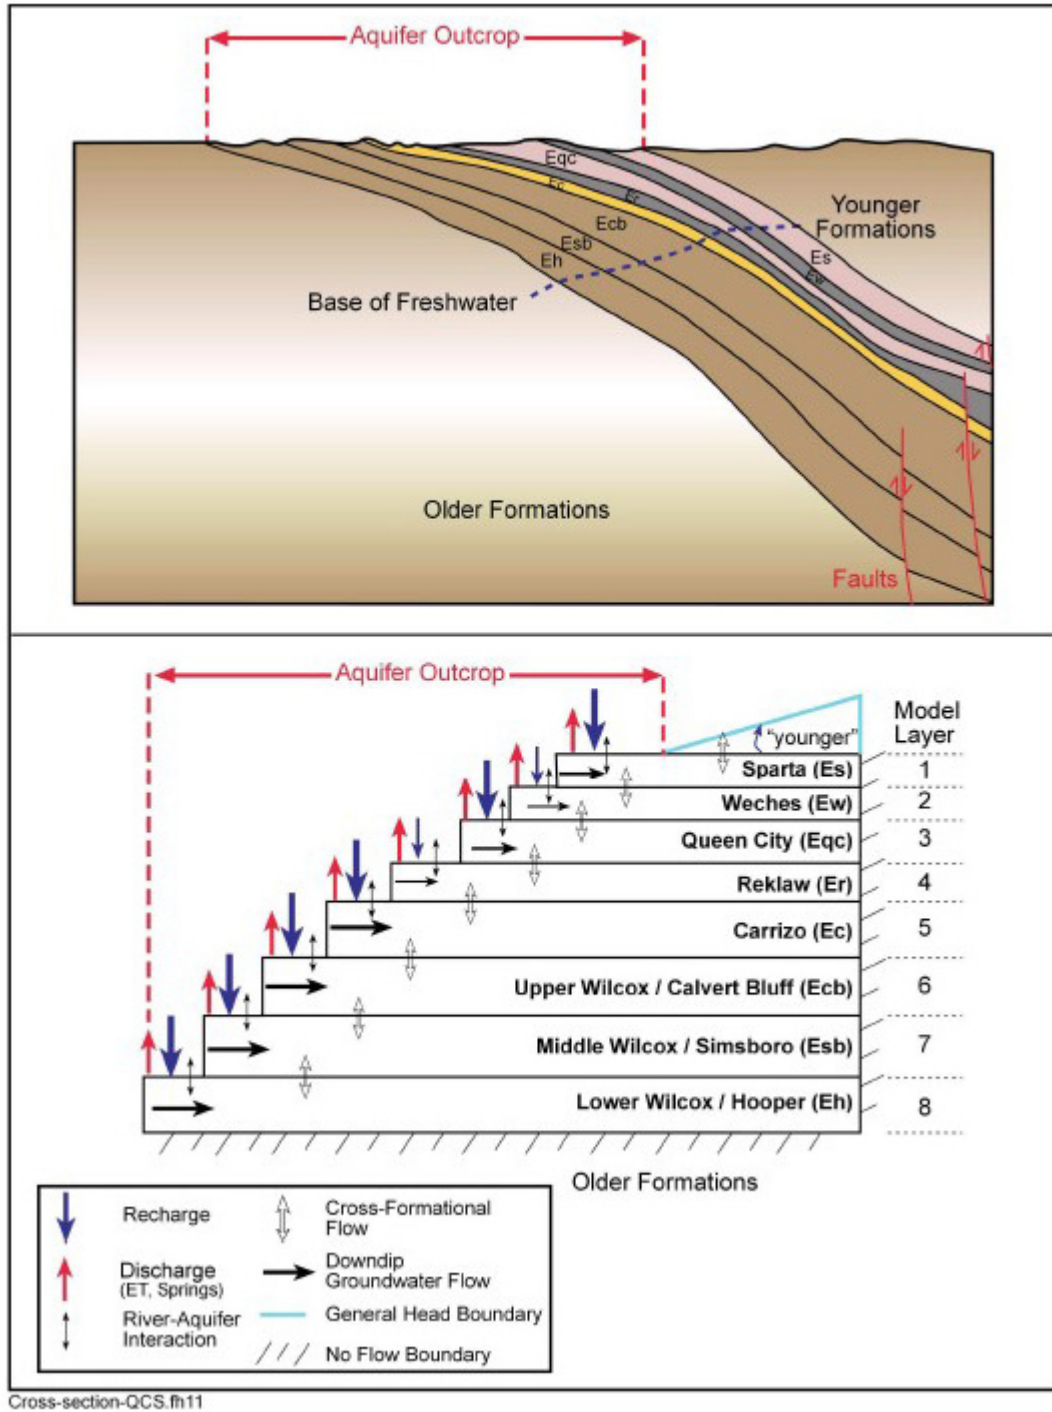 Aquifer Outcrop
Eqc
Ec
Er
Ecb
Esb
Eh
Younger
Formations
Es
Ew
Base of Freshwater
Older Formations
Faults
Aquifer Outcrop
Model
Layer
"younger"
Sparta (Es)
1
Weches (Ew)
2
Queen City (Eqc)
3
Reklaw (Er)
4
Carrizo (Ec)
5
Upper Wilcox / Calvert Bluff (Ecb)
6
Middle Wilcox / Simsboro (Esb)
7
Lower Wilcox / Hooper (Eh)
8
Older Formations
Recharge
Discharge
(ET, Springs)
River-Aquifer
Interaction
Cross-Formational
Flow
Downdip
Groundwater Flow
General Head Boundary
No Flow Boundary
Cross-section-QCS.fh11